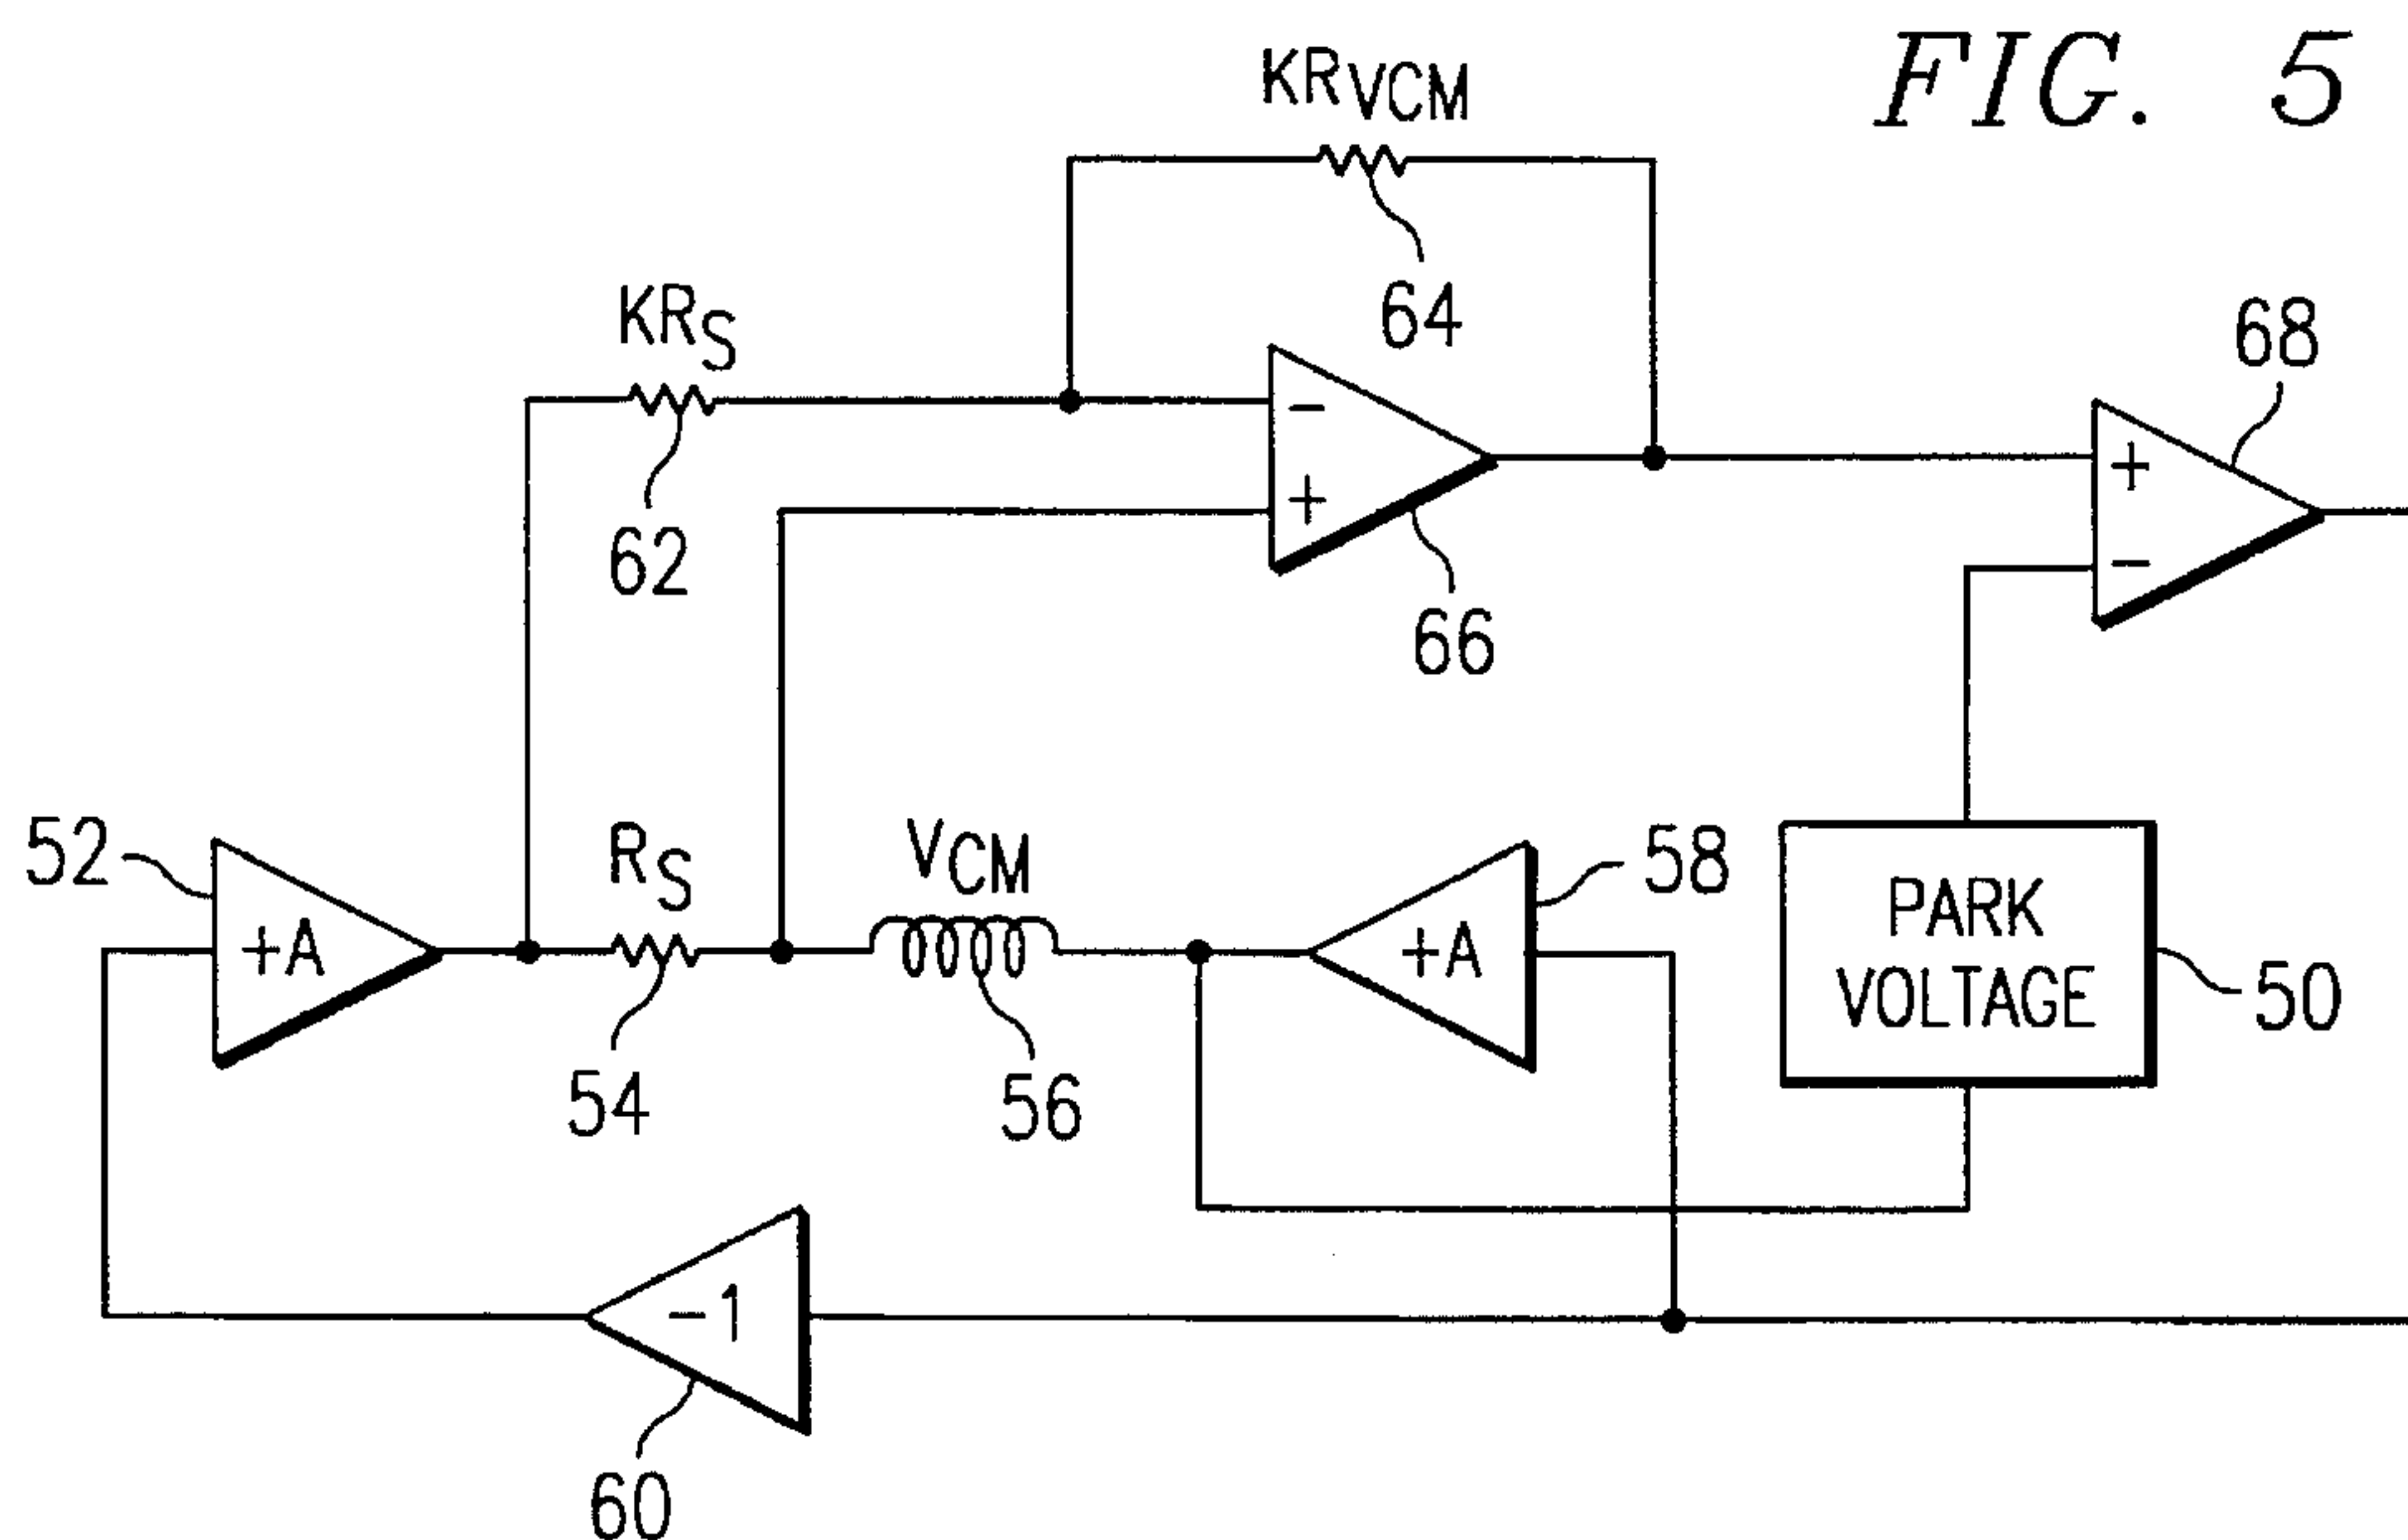 FIG. 5
KRVCM
64
KRS
62
-
+
66
68
+
-
52
+A
RS
54
VCM
56
+A
58
PARK
VOLTAGE
50
-1
60